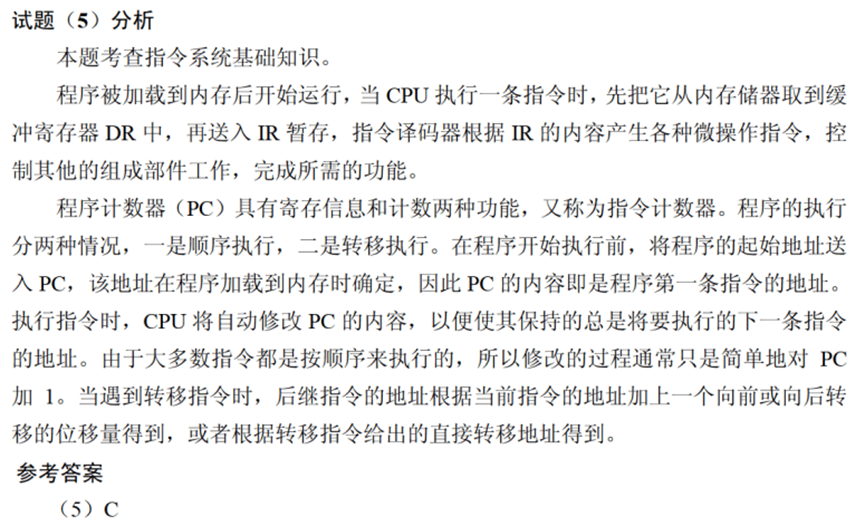 试题（5）分析
本题考查指令系统基础知识。
程序被加载到内存后开始运行，当 CPU 执行一条指令时，先把它从内存储器取到缓
冲寄存器 DR 中，再送入 IR 暂存，指令译码器根据 IR 的内容产生各种微操作指令，控
制其他的组成部件工作，完成所需的功能。
程序计数器（PC）具有寄存信息和计数两种功能，又称为指令计数器。程序的执行
分两种情况，一是顺序执行，二是转移执行。在程序开始执行前，将程序的起始地址送
入 PC，该地址在程序加载到内存时确定，因此 PC 的内容即是程序第一条指令的地址。
执行指令时，CPU 将自动修改 PC 的内容，以便使其保持的总是将要执行的下一条指令
的地址。由于大多数指令都是按顺序来执行的，所以修改的过程通常只是简单地对 PC
加 1。当遇到转移指令时，后继指令的地址根据当前指令的地址加上一个向前或向后转
移的位移量得到，或者根据转移指令给出的直接转移地址得到。
参考答案
（5）C